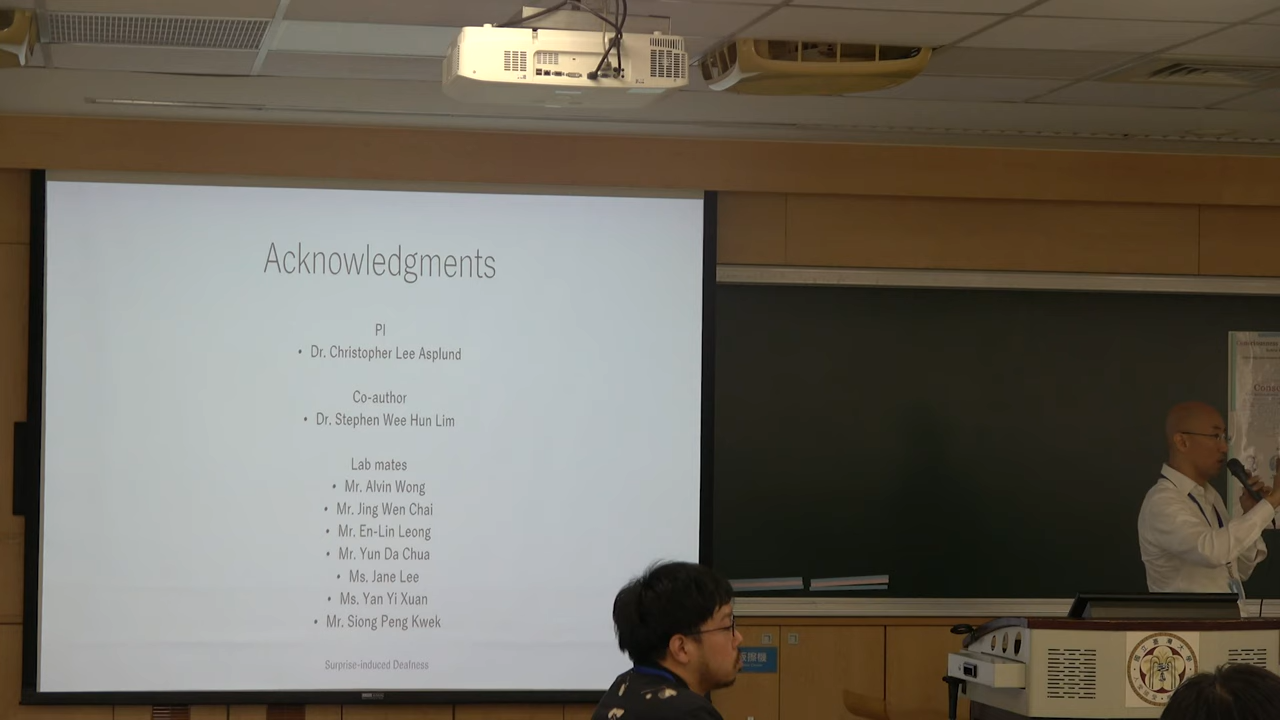 Acknowledgments
PI
• Dr. Christopher Lee Asplund
Co-author
• Dr. Stephen Wee Hun Lim
Lab mates
• Mr. Alvin Wong
• Mr. Jing Wen Chai
• Mr. En-Lin Leong
• Mr. Yun Da Chua
• Ms. Jane Lee
• Ms. Yan Yi Xuan
• Mr. Siong Peng Kwek
Surprise-induced Deafness